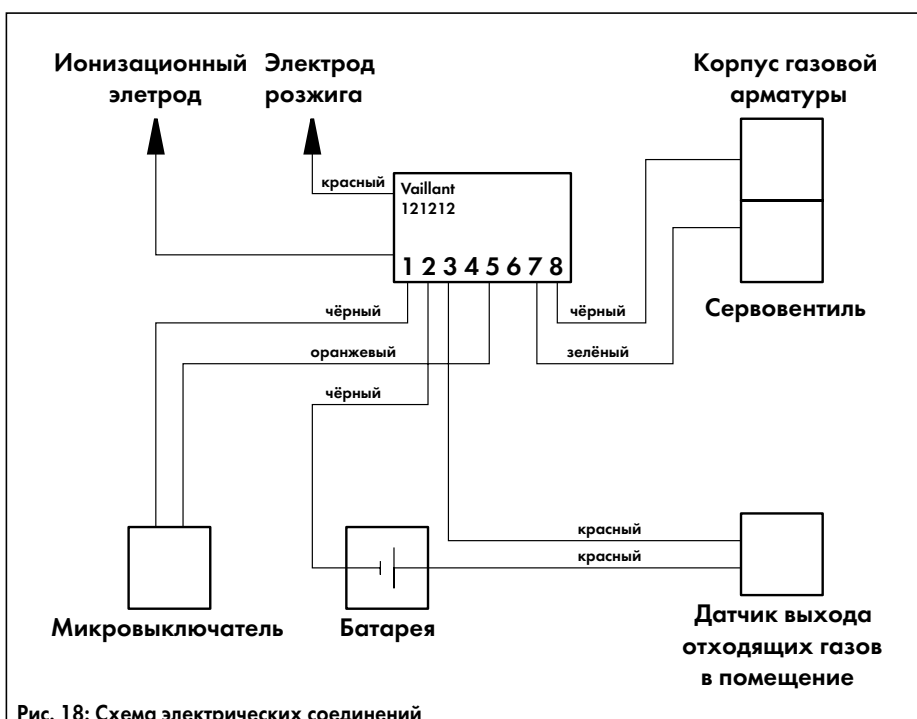 Ионизационный
элетрод
Электрод
розжига
Корпус газовой
арматуры
красный
Vaillant
121212
1 2 3 4 5 6 7 8
Сервовентиль
чёрный
чёрный
оранжевый
зелёный
чёрный
красный
красный
Микровыключатель
Батарея
Датчик выхода
отходящих газов
в помещение
Рис. 18: Схема электрических соединений